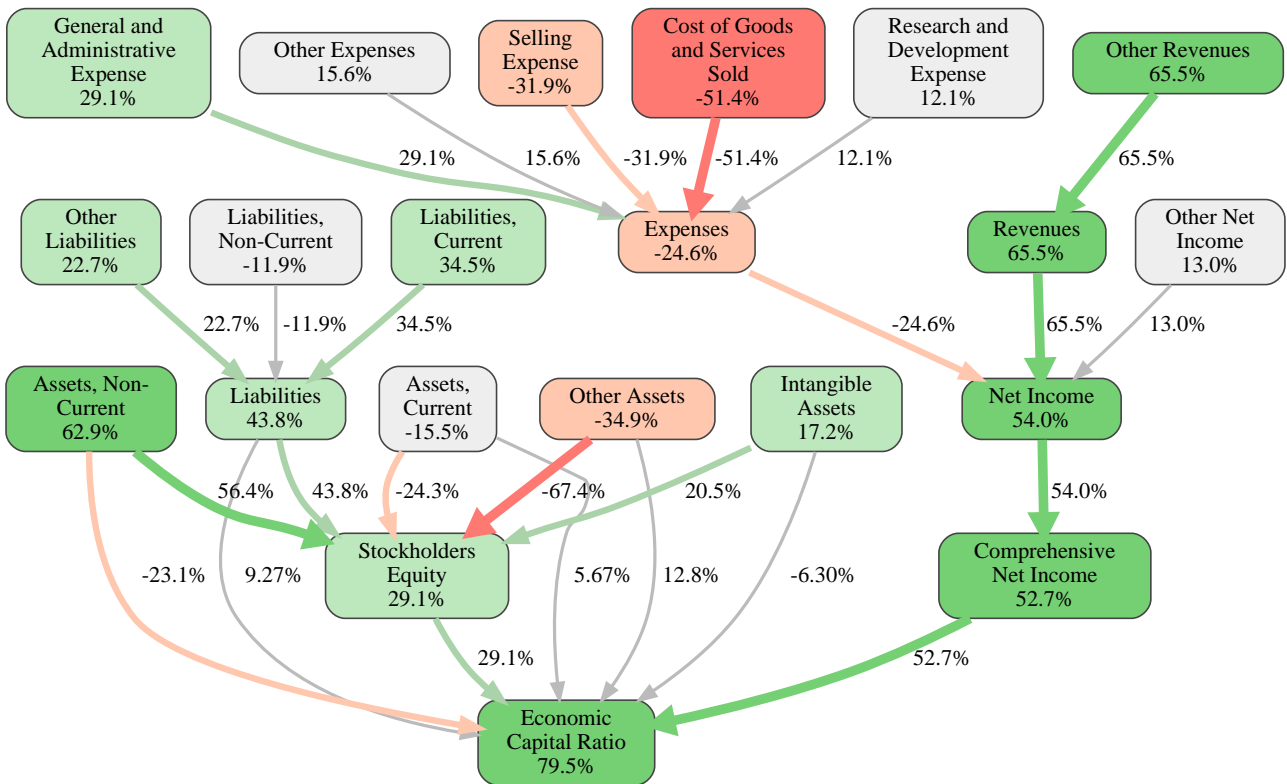 General and
Administrative
Expense
29.1%
Other Expenses
15.6%
Selling
Expense
-31.9%
Cost of Goods
and Services
Sold
-51.4%
Research and
Development
Expense
12.1%
Other Revenues
65.5%
29.1%
15.6%
-31.9%
-51.4%
12.1%
65.5%
Other
Liabilities
22.7%
Liabilities,
Non-Current
-11.9%
Liabilities,
Current
34.5%
Expenses
-24.6%
Revenues
65.5%
Other Net
Income
13.0%
22.7%
-11.9%
34.5%
-24.6%
65.5%
13.0%
Assets, Non-
Current
62.9%
Liabilities
43.8%
Assets,
Current
-15.5%
Other Assets
-34.9%
Intangible
Assets
17.2%
Net Income
54.0%
56.4%
43.8%
-24.3%
-67.4%
20.5%
54.0%
Stockholders
Equity
29.1%
Comprehensive
Net Income
52.7%
-23.1%
9.27%
5.67%
12.8%
-6.30%
29.1%
52.7%
Economic
Capital Ratio
79.5%